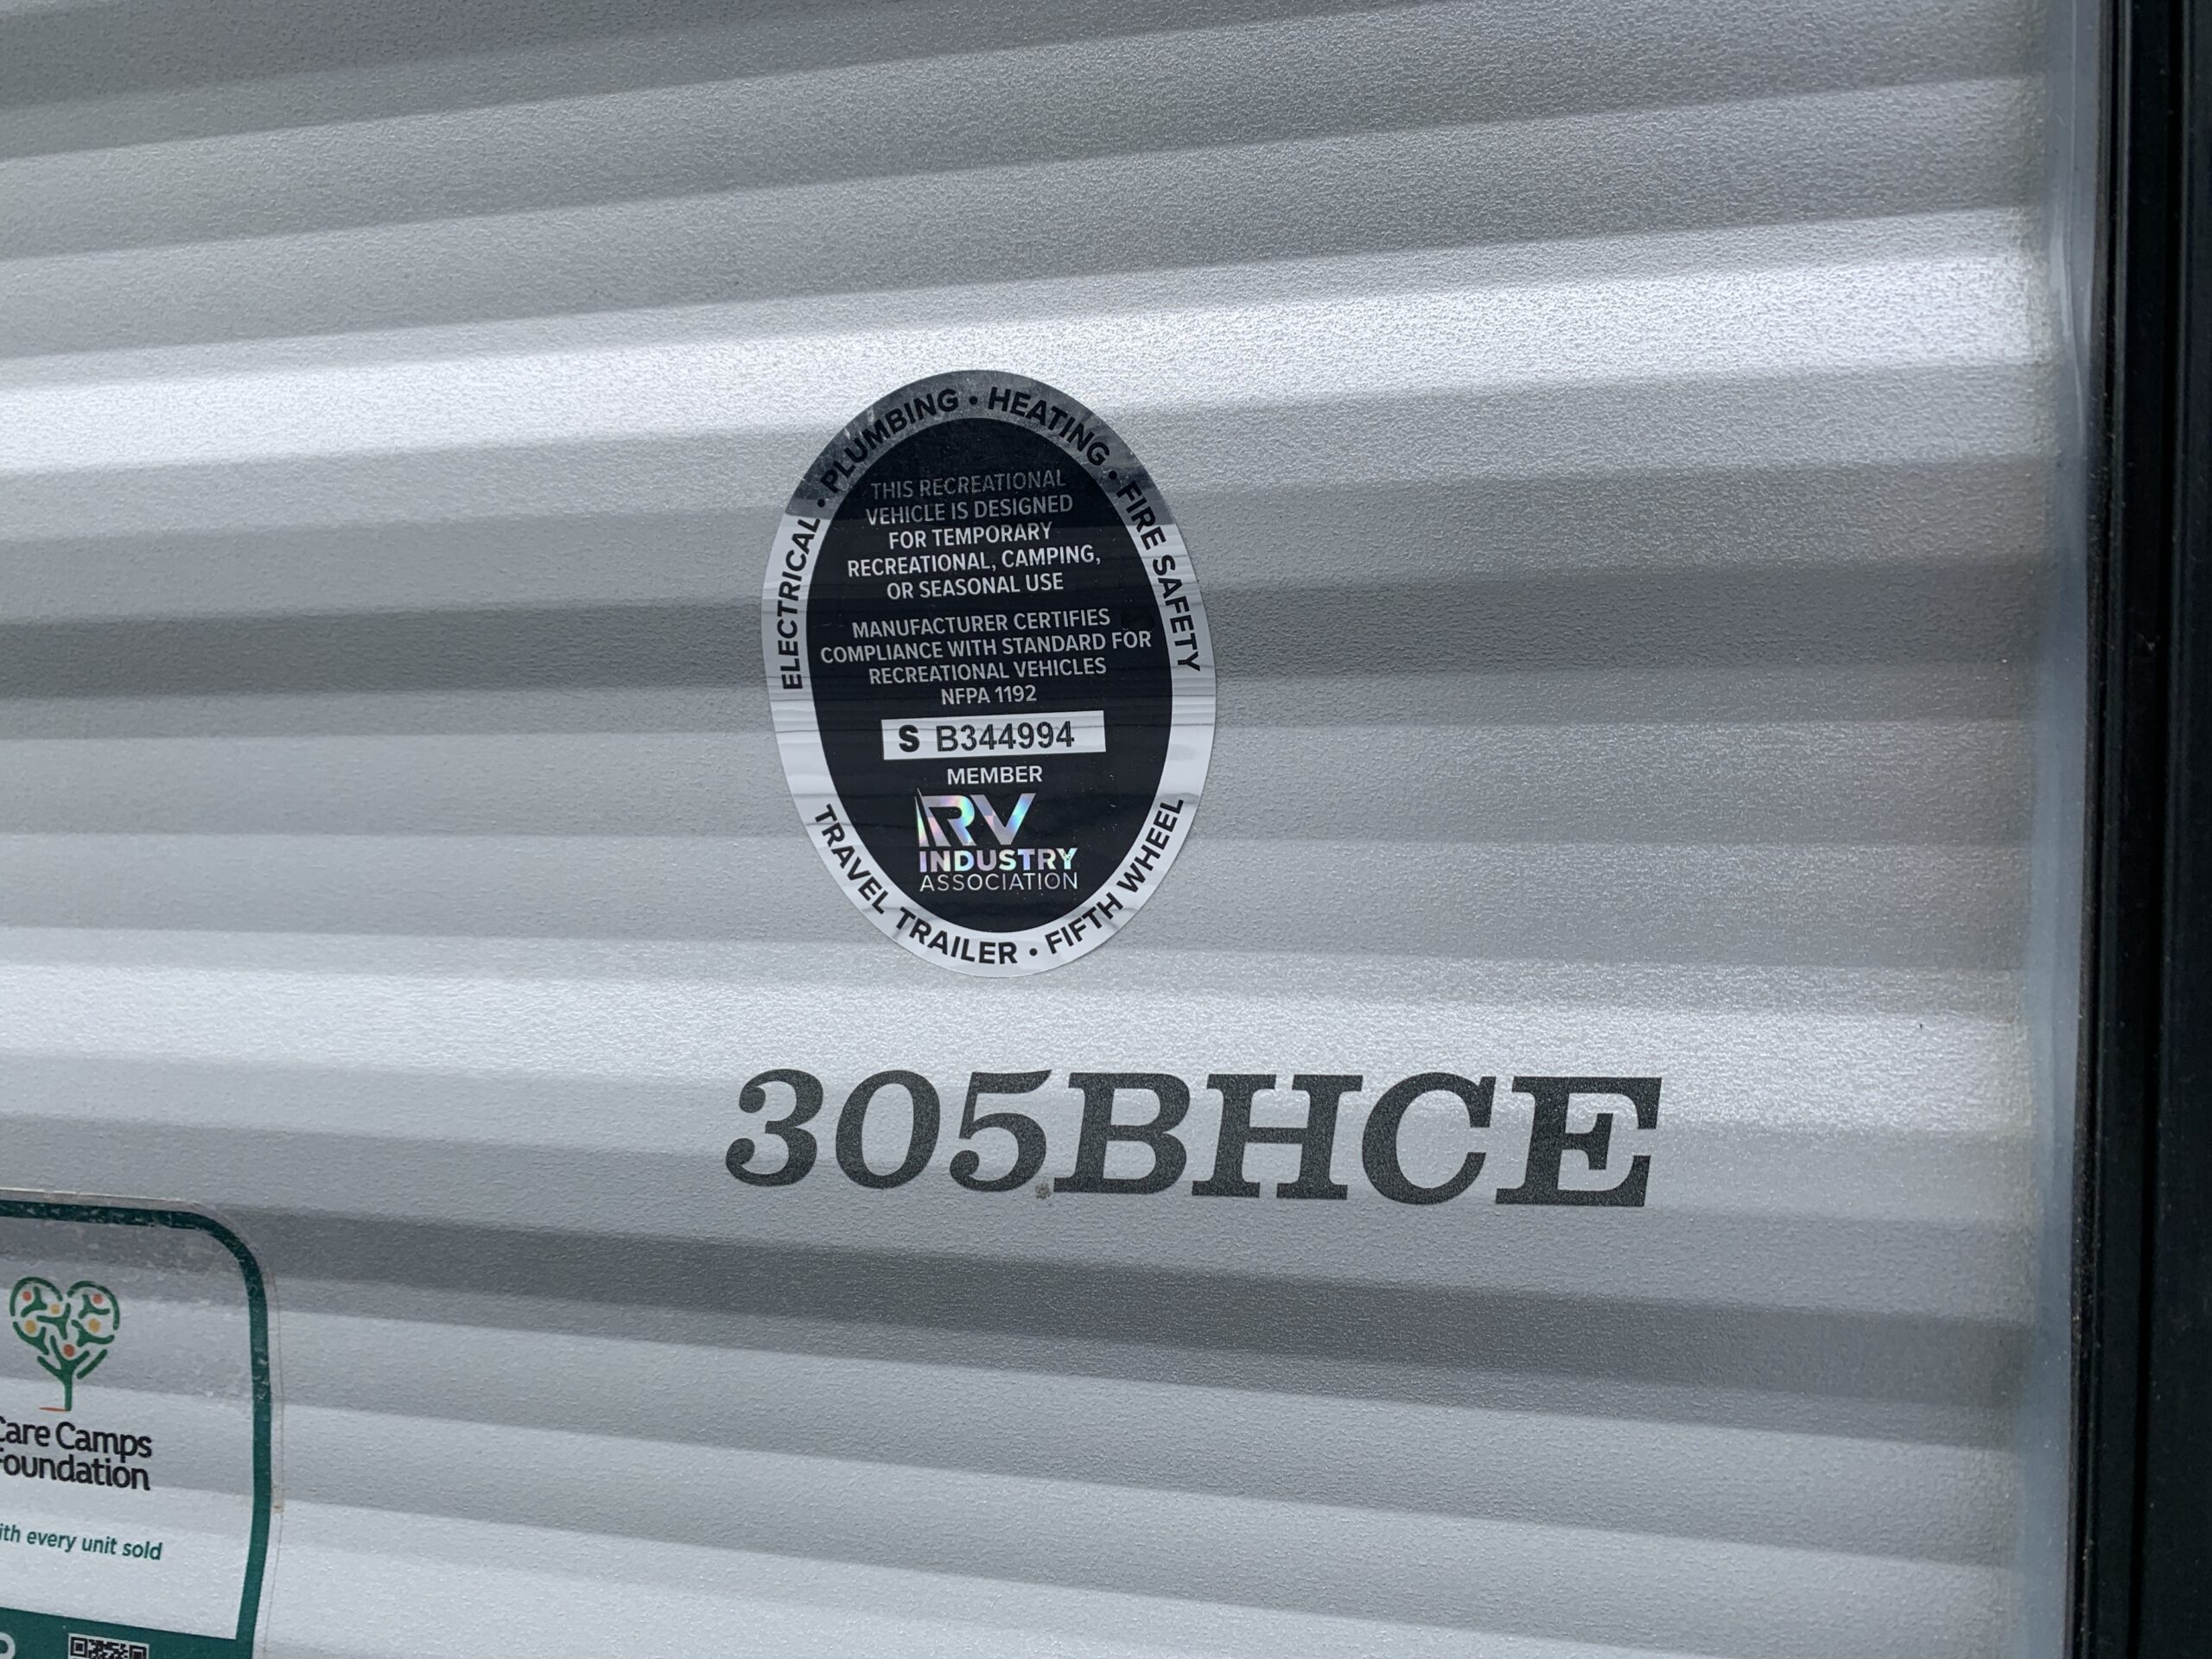 ELECTRICAL • PLUMBING • HEATING • FIRE SAFETY
THIS RECREATIONAL
VEHICLE IS DESIGNED
FOR TEMPORARY
RECREATIONAL, CAMPING,
OR SEASONAL USE
MANUFACTURER CERTIFIES
COMPLIANCE WITH STANDARD FOR
RECREATIONAL VEHICLES
NFPA 1192
S B344994
MEMBER
RV
INDUSTRY
ASSOCIATION
TRAVEL TRAILER • FIFTH WHEEL
305BHCE
Care Camps
Foundation
every unit sold